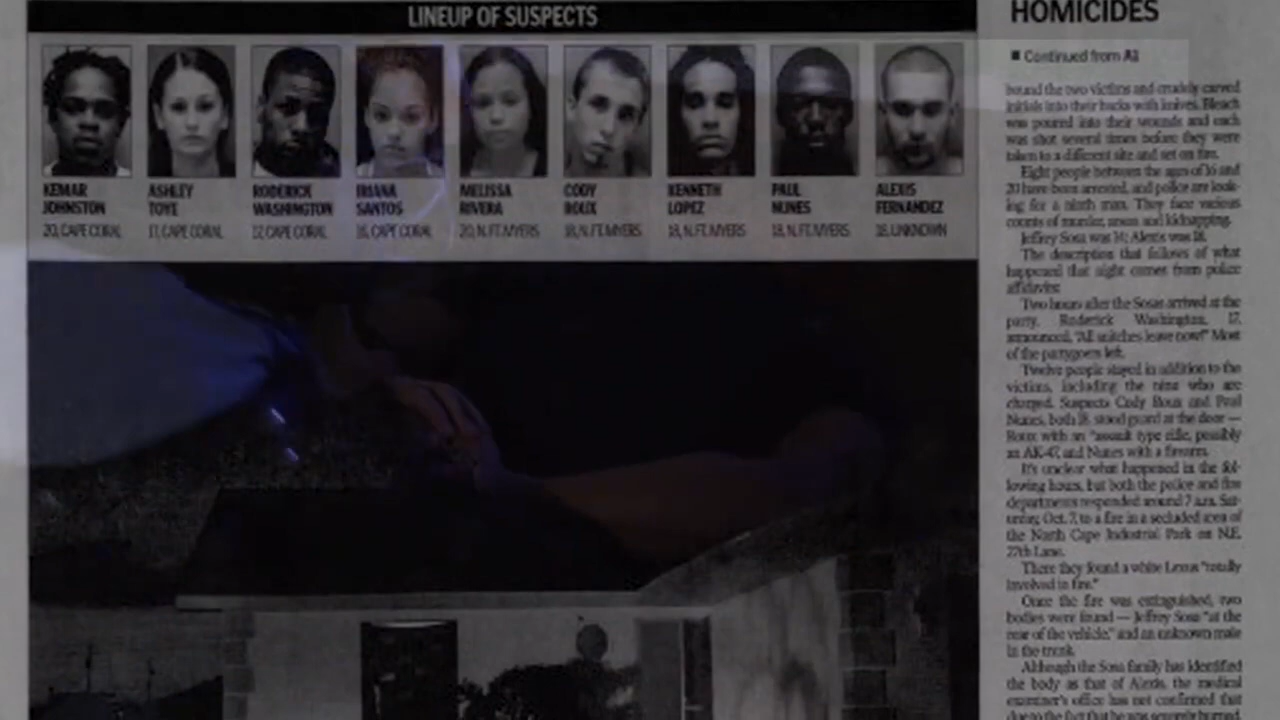 LINEUP OF SUSPECTS
KEMAR
JOHNSTON
20, CAPE CORAL
ASHLEY
TOYE
17, CAPE CORAL
RODERICK
WASHINGTON
17, CAPE CORAL
IRIANA
SANTOS
16, CAPE CORAL
MELISSA
RIVERA
20, N. FT. MYERS
CODY
ROUX
18, N. FT. MYERS
KENNETH
LOPEZ
18, N. FT. MYERS
PAUL
NUNES
18, N. FT. MYERS
ALEXIS
FERNANDEZ
18, UNKNOWN
HOMICIDES
■ Continued from A1
bound the two victims and crudely carved
initials into their backs with knives. Bleach
was poured into their wounds and each
was shot several times before they were
taken to a different site and set on fire.
Eight people between the ages of 16 and
20 have been arrested, and police are look-
ing for a ninth man. They face various
counts of murder, arson and kidnapping.
Jeffrey Sosa was 14; Alexis was 18.
The description that follows of what
happened that night comes from police
affidavits:
Two hours after the Sosas arrived at the
party, Roderick Washington, 17,
announced, "All snitches leave now!" Most
of the partygoers left.
Twelve people stayed in addition to the
victims, including the nine who are
charged. Suspects Cody Roux and Paul
Nunes, both 18, stood guard at the door —
Roux with an "assault type rifle, possibly
an AK-47, and Nunes with a firearm.
It's unclear what happened in the fol-
lowing hours, but both the police and fire
departments responded around 7 a.m. Sat-
urday, Oct. 7, to a fire in a secluded area of
the North Cape Industrial Park on N.E.
27th Lane.
There they found a white Lexus "totally
involved in fire."
Once the fire was extinguished, two
bodies were found — Jeffrey Sosa "at the
rear of the vehicle," and an unknown male
in the trunk.
Although the Sosa family has identified
the body as that of Alexis, the medical
examiner's office has not confirmed that
due to the fact that he was severely burned.